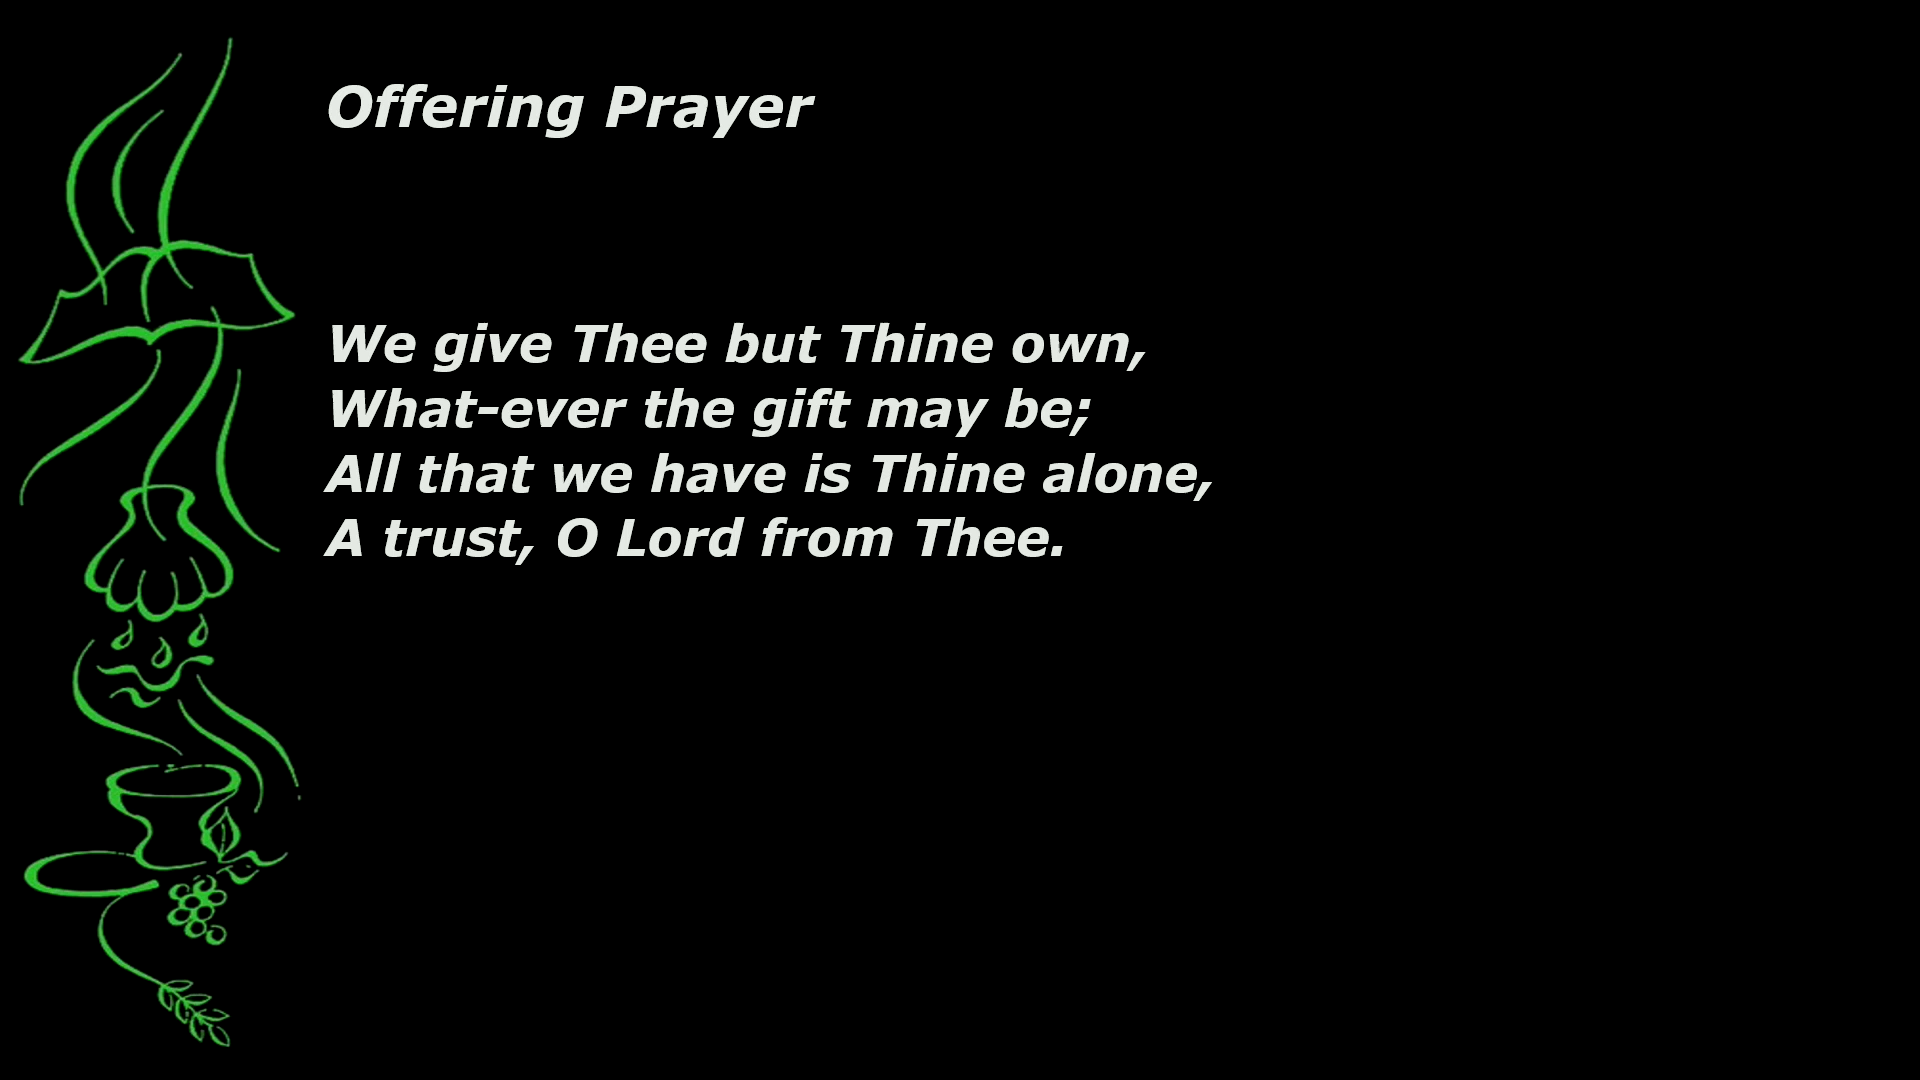 Offering Prayer
We give Thee but Thine own,
What-ever the gift may be;
All that we have is Thine alone,
A trust, O Lord from Thee.